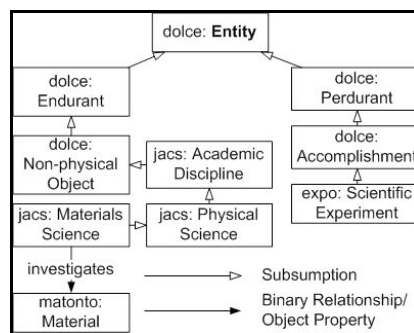 dolce: Entity
dolce:
Endurant
dolce:
Perdurant
dolce:
Non-physical
Object
jacs: Academic
Discipline
dolce:
Accomplishment
jacs: Materials
Science
jacs: Physical
Science
expo: Scientific
Experiment
investigates
Subsumption
matonto:
Material
Binary Relationship/
Object Property